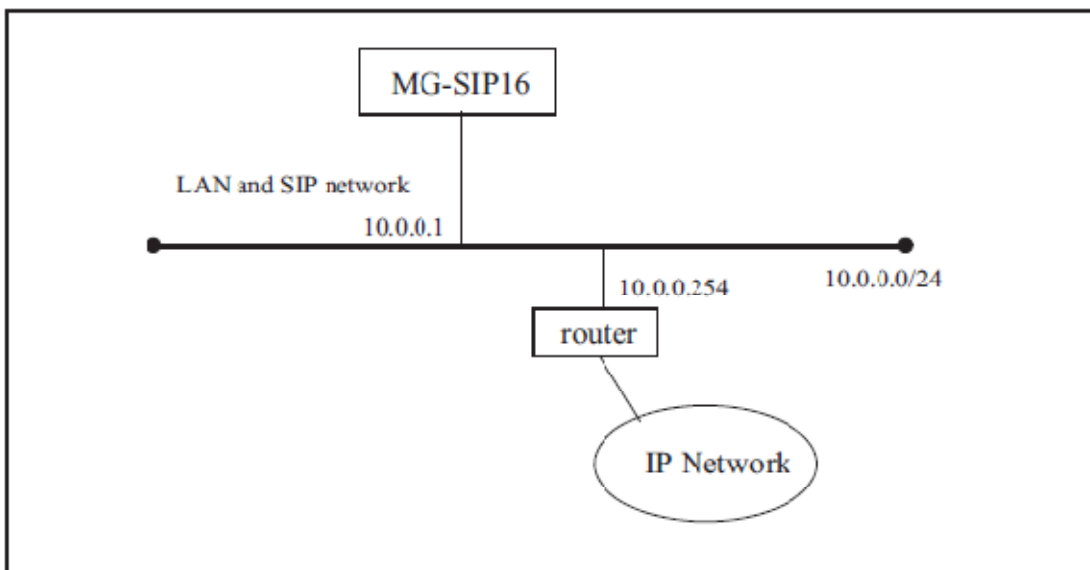 MG-SIP16
LAN and SIP network
10.0.0.1
10.0.0.254
10.0.0.0/24
router
IP Network